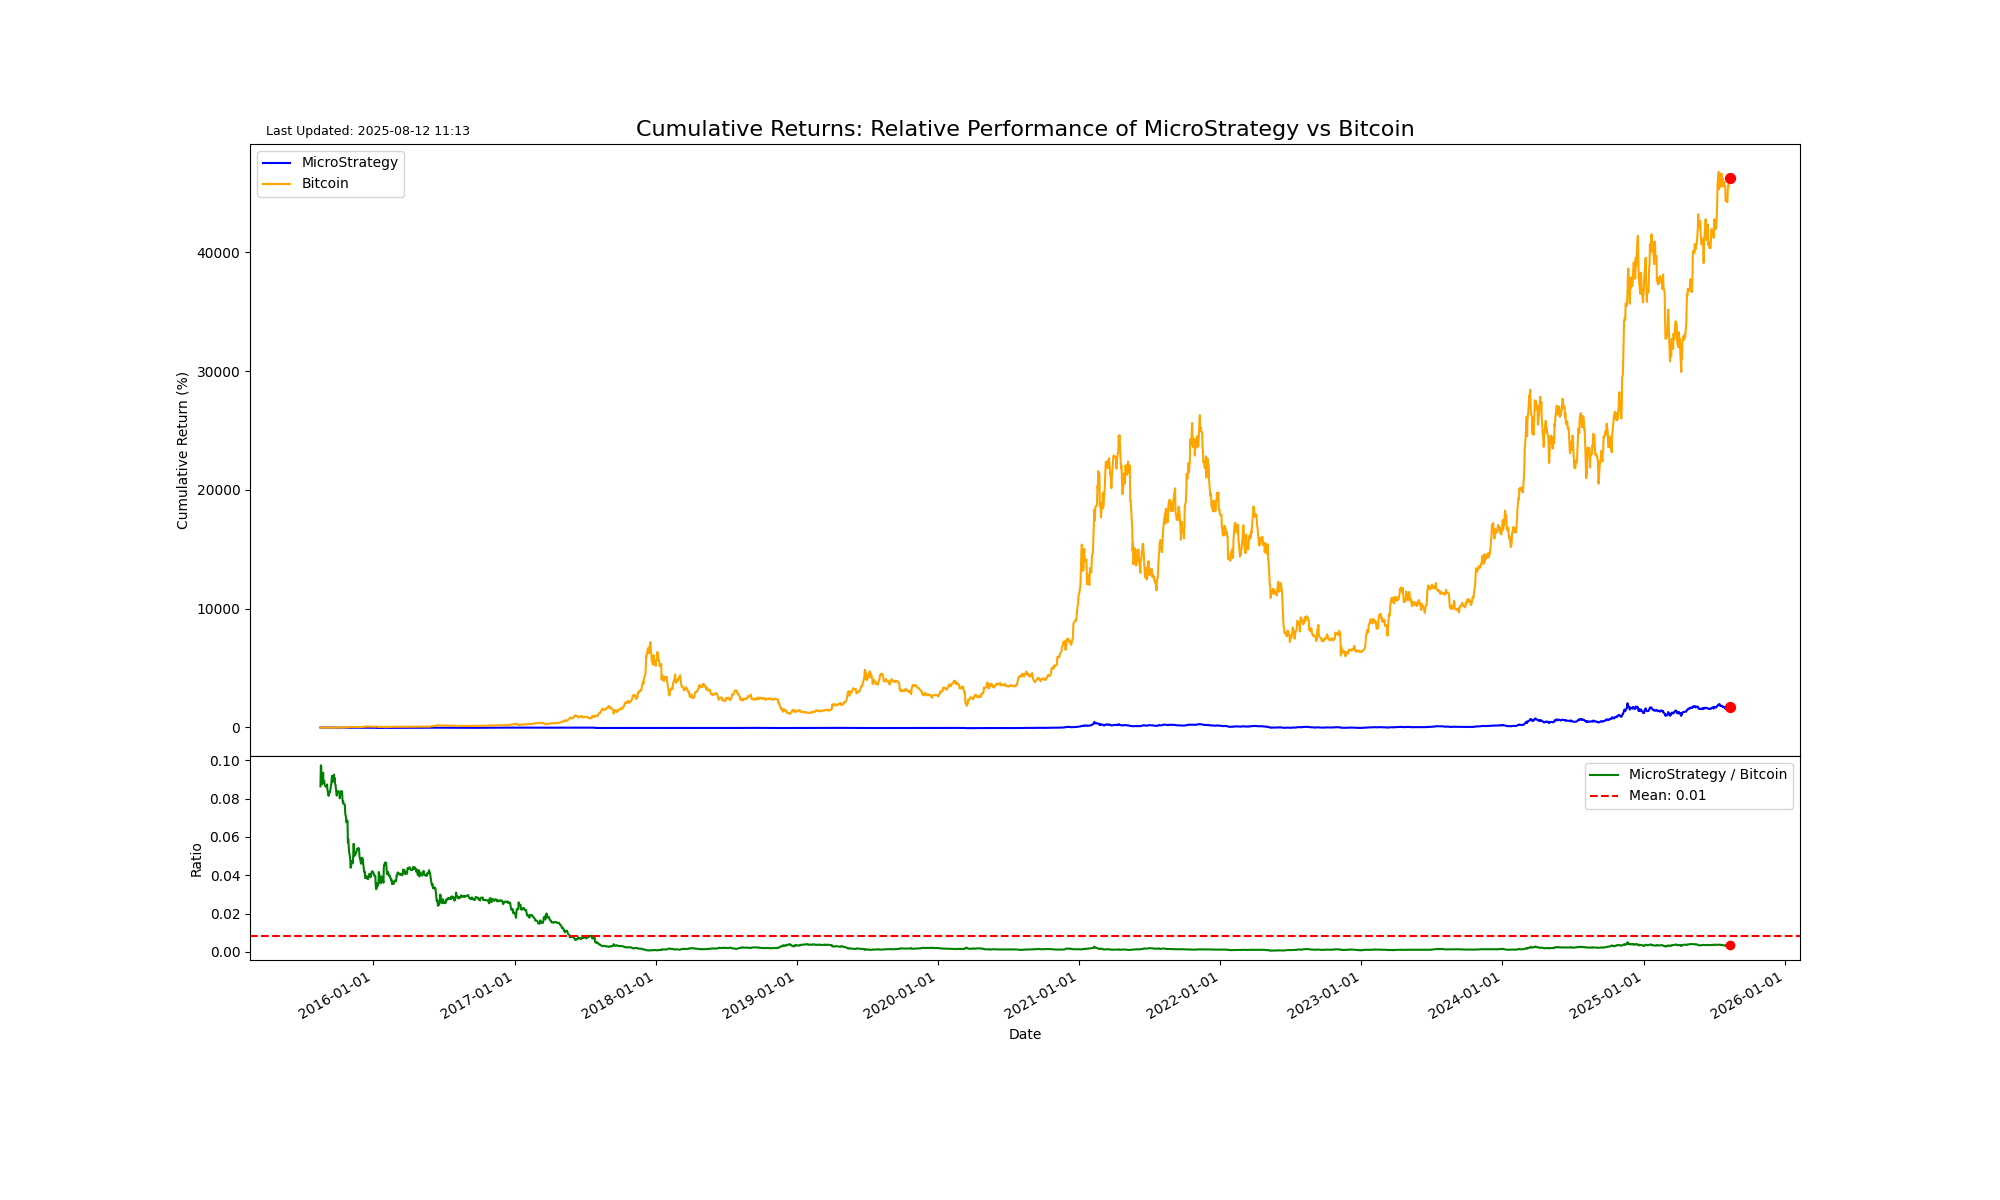 Last Updated: 2025-08-12 11:13
Cumulative Returns: Relative Performance of MicroStrategy vs Bitcoin
MicroStrategy
Bitcoin
Cumulative Return (%)
40000
30000
20000
10000
0
MicroStrategy / Bitcoin
Mean: 0.01
Ratio
0.10
0.08
0.06
0.04
0.02
0.00
2016-01-01
2017-01-01
2018-01-01
2019-01-01
2020-01-01
2021-01-01
2022-01-01
2023-01-01
2024-01-01
2025-01-01
2026-01-01
Date